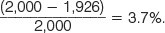 (2,000 − 1,926)
2,000
= 3.7%.